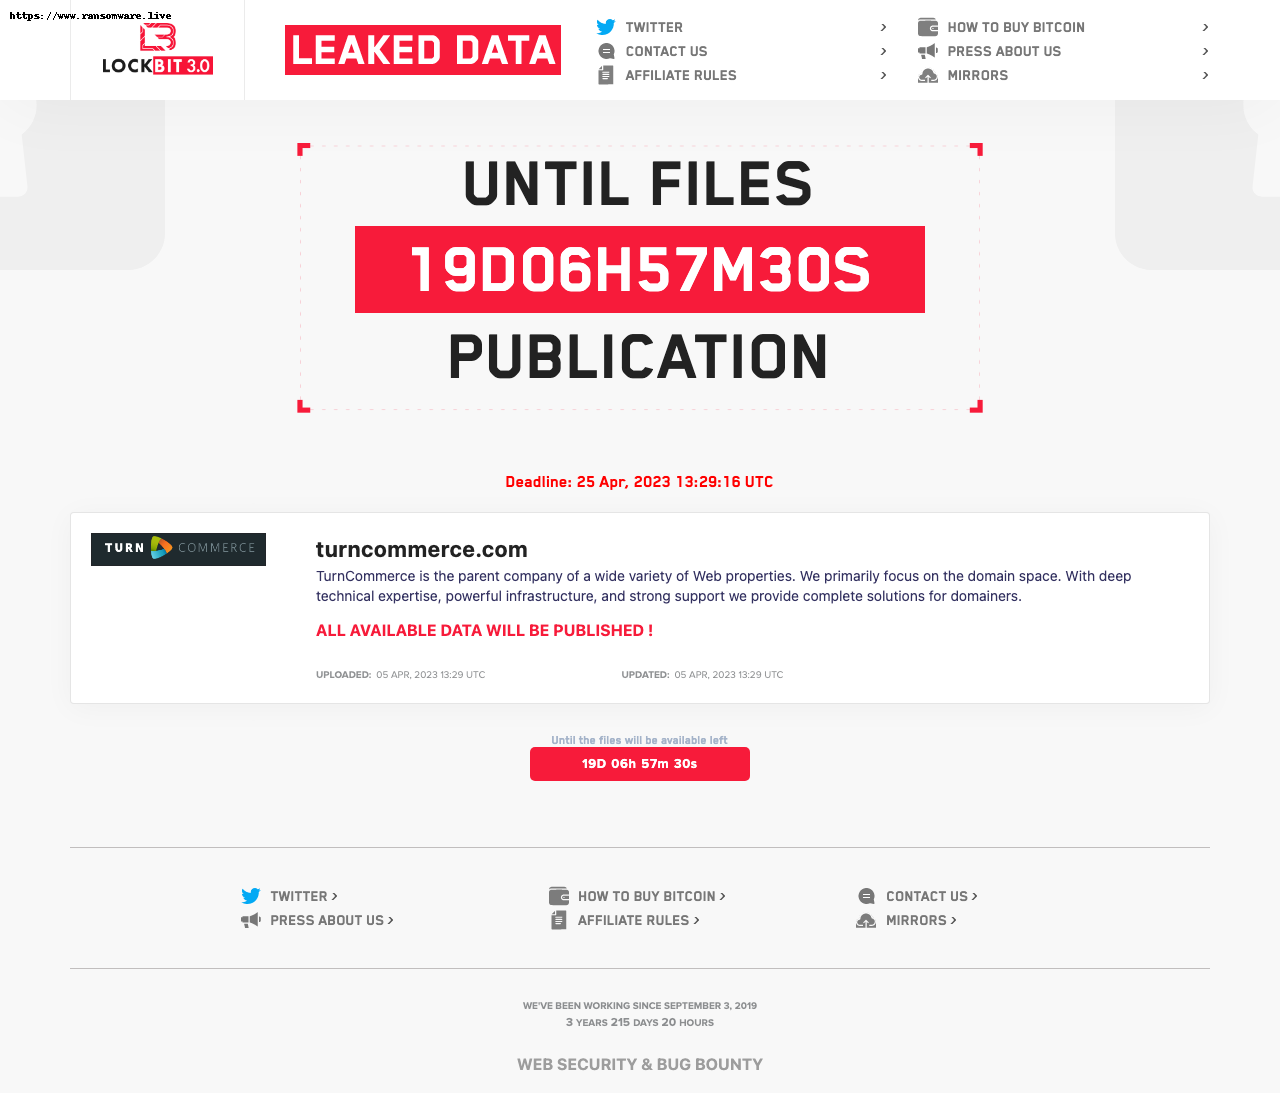 https://www.ransomware.live
LOCKBIT 3.0
LEAKED DATA
TWITTER >
CONTACT US >
AFFILIATE RULES >
HOW TO BUY BITCOIN >
PRESS ABOUT US >
MIRRORS >
UNTIL FILES
19D06H57M30S
PUBLICATION
Deadline: 25 Apr, 2023 13:29:16 UTC
TURN COMMERCE
turncommerce.com
TurnCommerce is the parent company of a wide variety of Web properties. We primarily focus on the domain space. With deep
technical expertise, powerful infrastructure, and strong support we provide complete solutions for domainers.
ALL AVAILABLE DATA WILL BE PUBLISHED !
UPLOADED: 05 APR, 2023 13:29 UTC
UPDATED: 05 APR, 2023 13:29 UTC
Until the files will be available left
19D 06h 57m 30s
TWITTER >
HOW TO BUY BITCOIN >
CONTACT US >
PRESS ABOUT US >
AFFILIATE RULES >
MIRRORS >
WE'VE BEEN WORKING SINCE SEPTEMBER 3, 2019
3 YEARS 215 DAYS 20 HOURS
WEB SECURITY & BUG BOUNTY